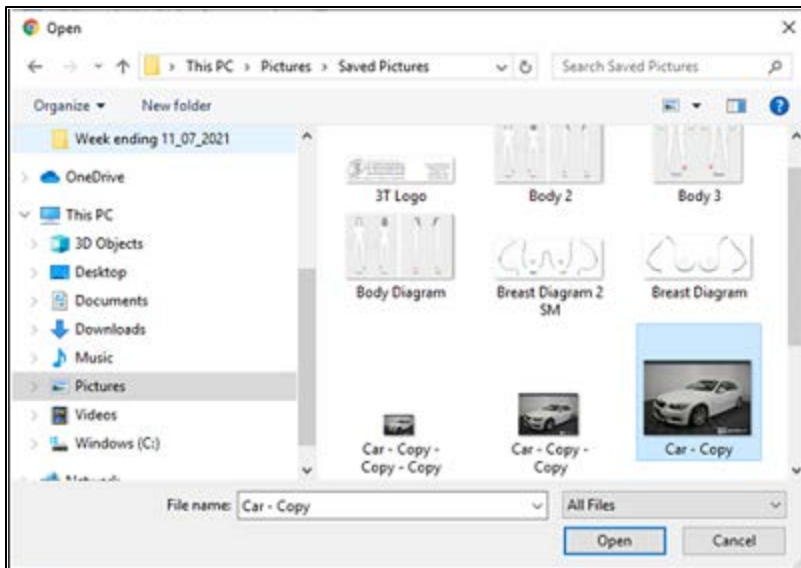 Open
This PC > Pictures > Saved Pictures
Search Saved Pictures
Organize
New folder
Week ending 11_07_2021
OneDrive
This PC
3D Objects
Desktop
Documents
Downloads
Music
Pictures
Videos
Windows (C:)
3T Logo
Body 2
Body 3
Body Diagram
Breast Diagram 2
SM
Breast Diagram
Car - Copy -
Copy - Copy
Car - Copy -
Copy
Car - Copy
File name:
Car - Copy
All Files
Open
Cancel